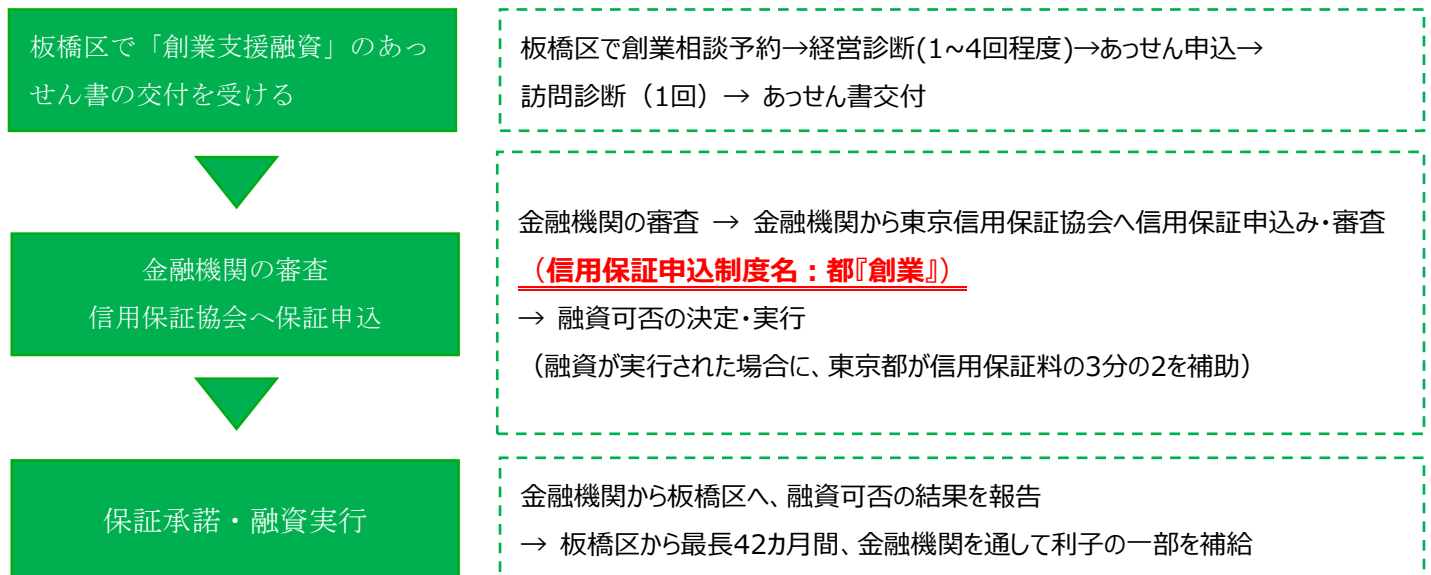 板橋区で「創業支援融資」のあっ
せん書の交付を受ける
板橋区で創業相談予約→経営診断(1~4回程度)→あっせん申込→
訪問診断（1回）→ あっせん書交付
金融機関の審査
信用保証協会へ保証申込
金融機関の審査 → 金融機関から東京信用保証協会へ信用保証申込み・審査
（信用保証申込制度名：都『創業』）
→ 融資可否の決定・実行
（融資が実行された場合に、東京都が信用保証料の3分の2を補助）
保証承諾・融資実行
金融機関から板橋区へ、融資可否の結果を報告
→ 板橋区から最長42カ月間、金融機関を通して利子の一部を補給